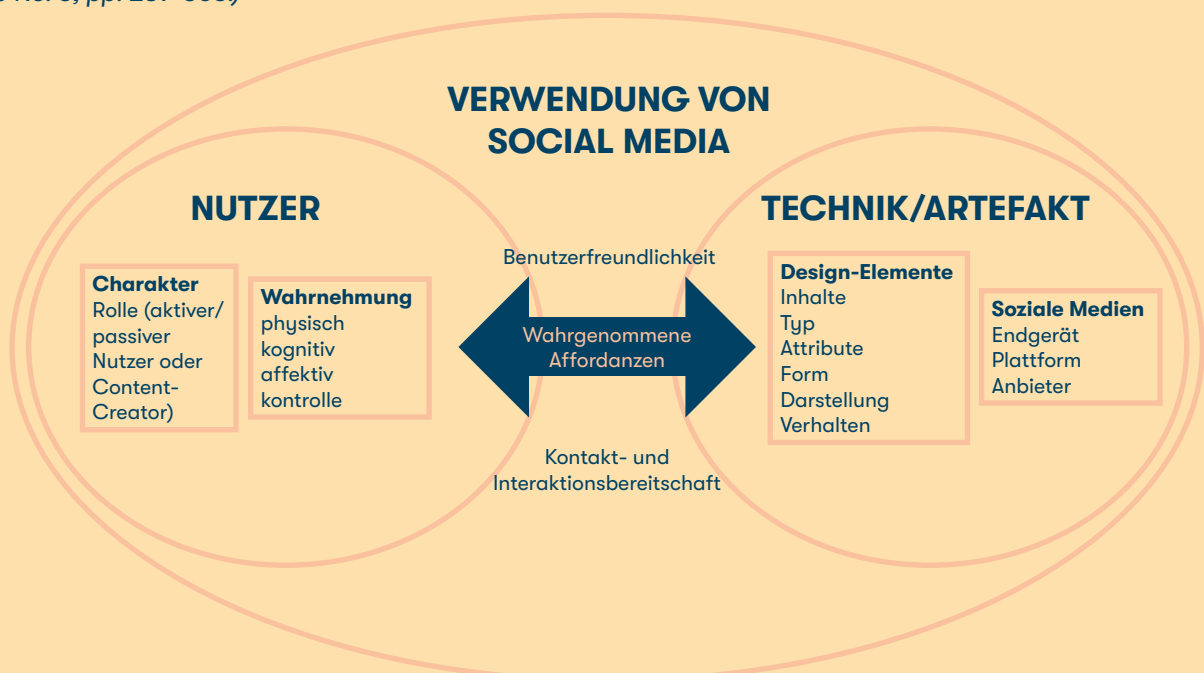 VERWENDUNG VON
SOCIAL MEDIA
NUTZER
Charakter
Rolle (aktiver/
passiver
Nutzer oder
Content-
Creator)
Wahrnehmung
physisch
kognitiv
affektiv
kontrolle
Benutzerfreundlichkeit
Wahrgenommene
Affordanzen
Kontakt- und
Interaktionsbereitschaft
TECHNIK/ARTEFAKT
Design-Elemente
Inhalte
Typ
Attribute
Form
Darstellung
Verhalten
Soziale Medien
Endgerät
Plattform
Anbieter